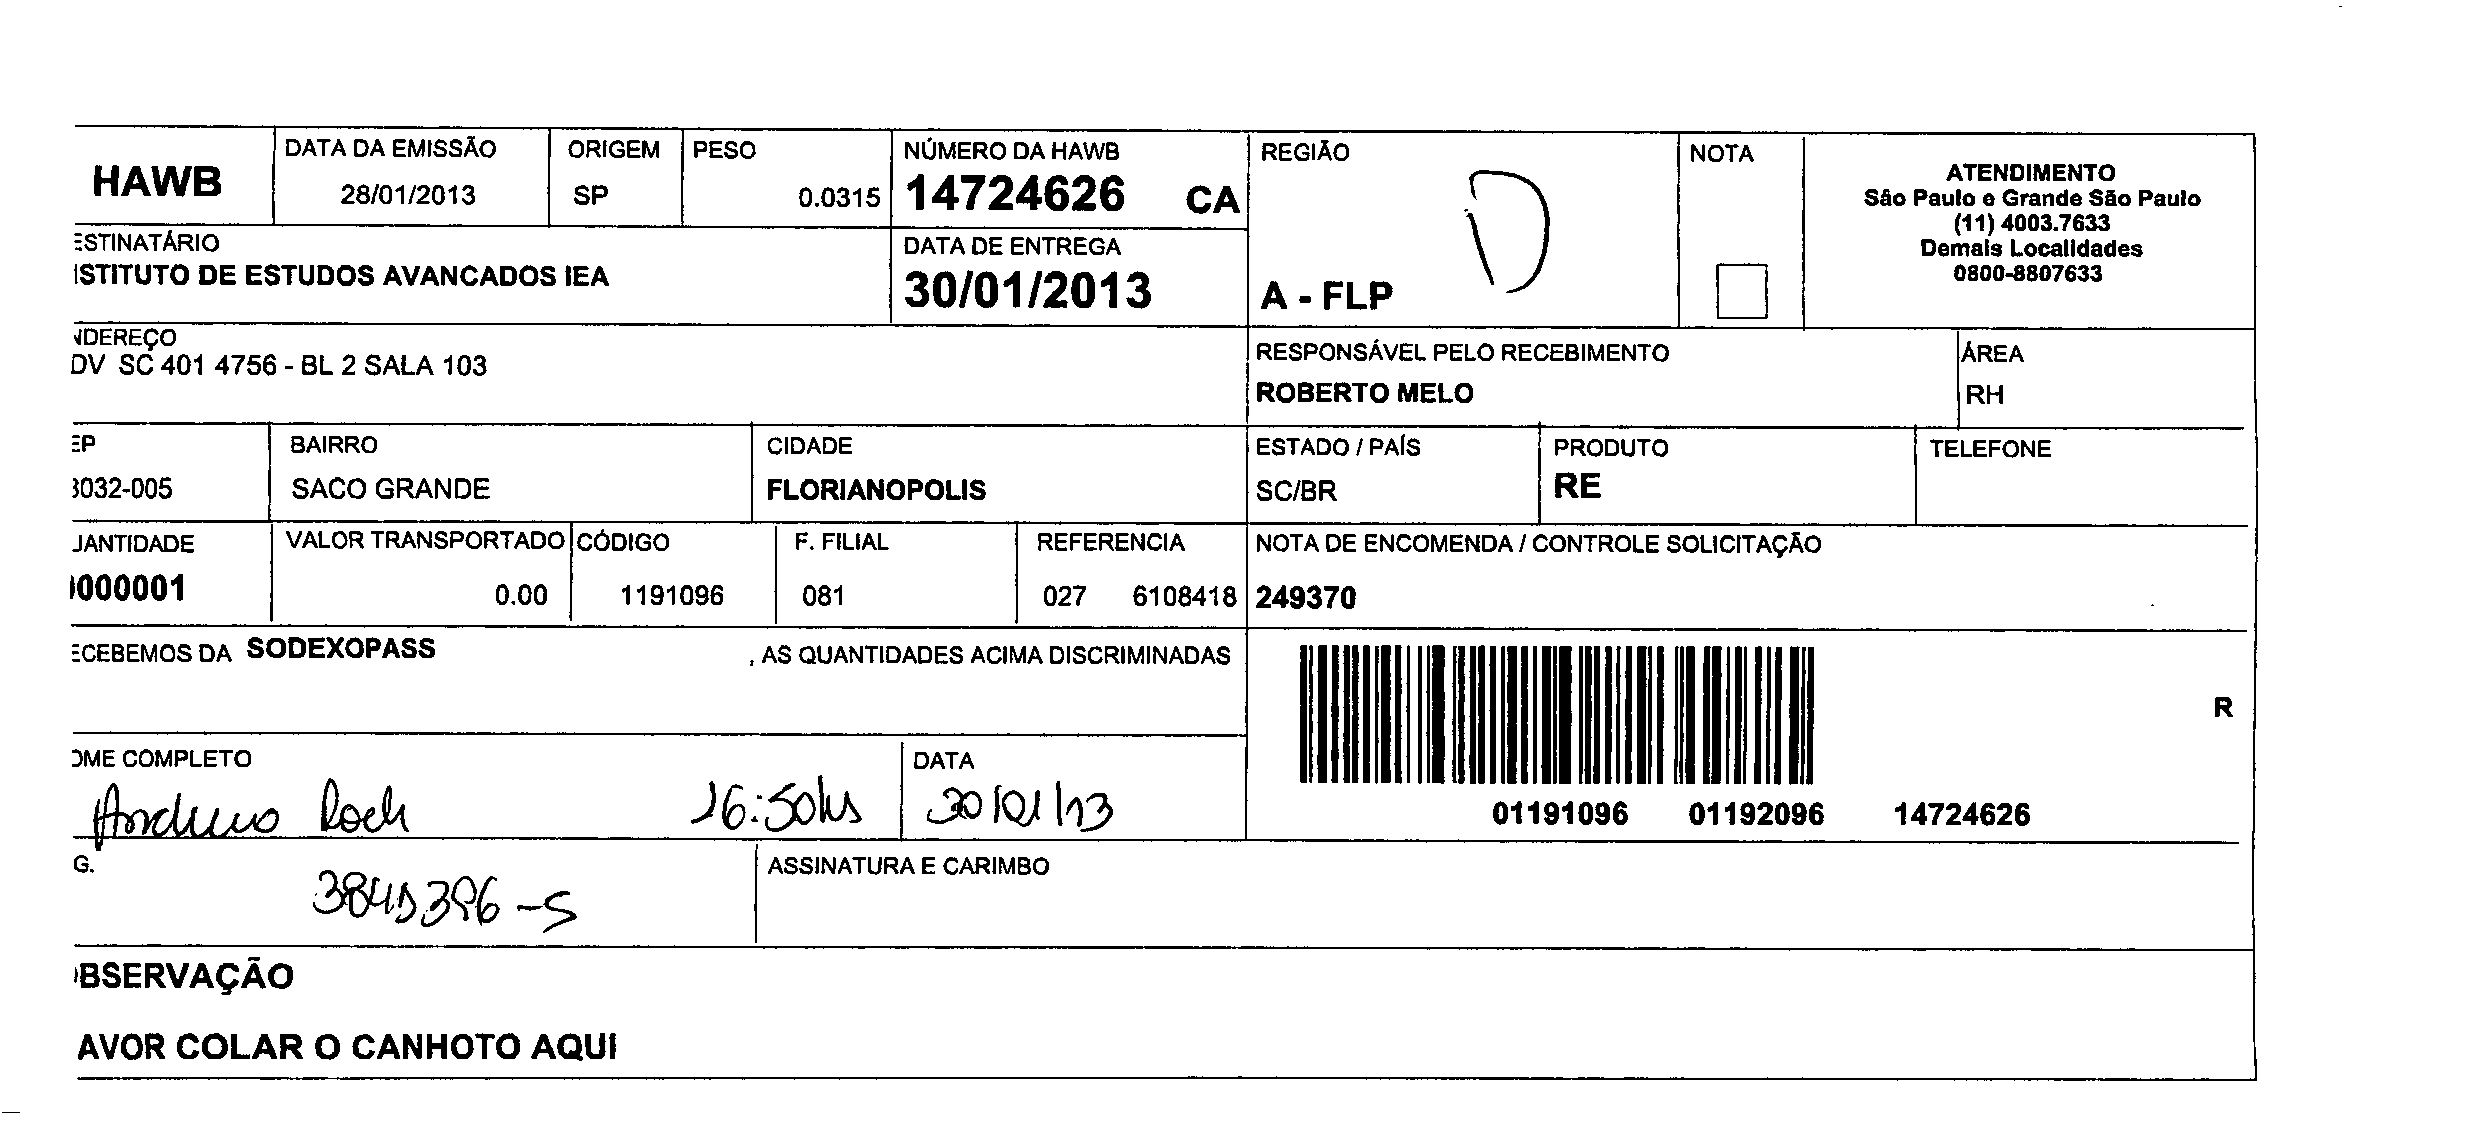 HAWB
DATA DA EMISSÃO
28/01/2013
ORIGEM
SP
PESO
0.0315
NÚMERO DA HAWB
14724626 CA
REGIÃO
D
A - FLP
NOTA
ATENDIMENTO
São Paulo e Grande São Paulo
(11) 4003.7633
Demais Localidades
0800-8807633
ESTINATÁRIO
ISTITUTO DE ESTUDOS AVANCADOS IEA
DATA DE ENTREGA
30/01/2013
NDEREÇO
DV SC 401 4756 - BL 2 SALA 103
RESPONSÁVEL PELO RECEBIMENTO
ROBERTO MELO
ÁREA
RH
EP
3032-005
BAIRRO
SACO GRANDE
CIDADE
FLORIANOPOLIS
ESTADO / PAÍS
SC/BR
PRODUTO
RE
TELEFONE
UANTIDADE
0000001
VALOR TRANSPORTADO
0.00
CÓDIGO
1191096
F. FILIAL
081
REFERENCIA
027 6108418
NOTA DE ENCOMENDA / CONTROLE SOLICITAÇÃO
249370
ECEBEMOS DA SODEXOPASS , AS QUANTIDADES ACIMA DISCRIMINADAS
R
01191096 01192096 14724626
OME COMPLETO
16:50hs
DATA
30/01/13
G.
ASSINATURA E CARIMBO
BSERVAÇÃO
AVOR COLAR O CANHOTO AQUI